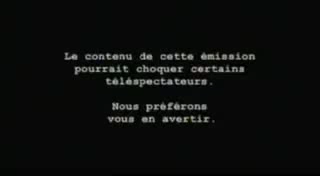 Le contenu de cette émission
pourrait choquer certains
téléspectateurs.
Nous préférons
vous en avertir.